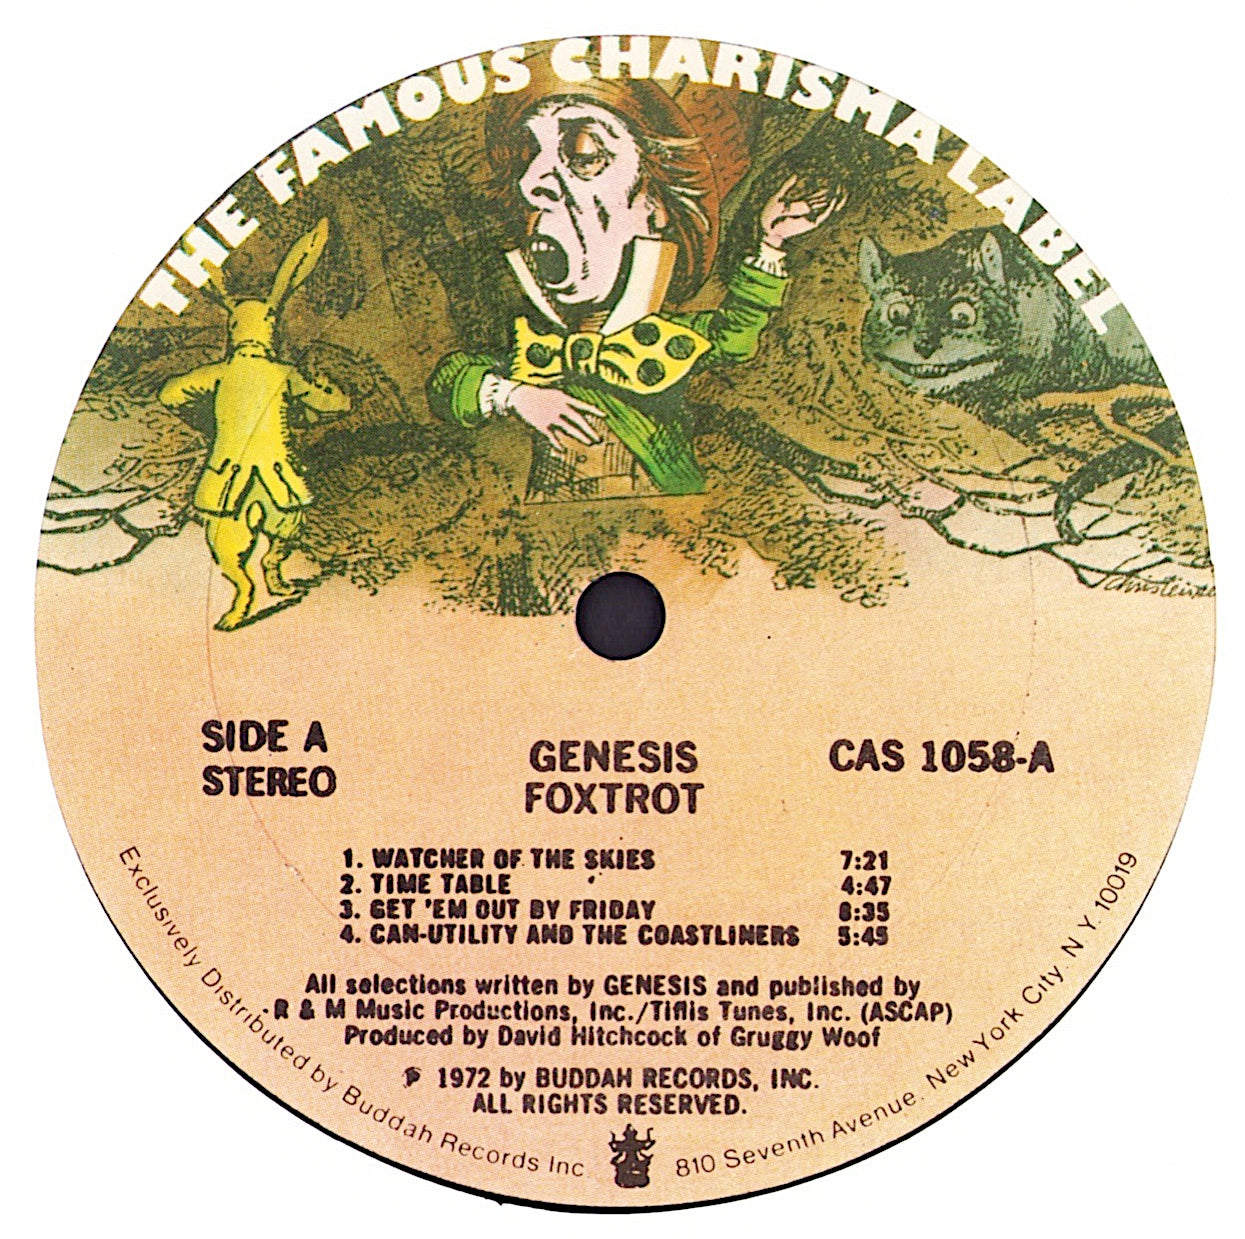 THE FAMOUS CHARISMA LABEL
SIDE A
STEREO
GENESIS
FOXTROT
CAS 1058-A
1. WATCHER OF THE SKIES 7:21
2. TIME TABLE 4:47
3. GET 'EM OUT BY FRIDAY 8:35
4. CAN-UTILITY AND THE COASTLINERS 5:45
All selections written by GENESIS and published by
R & M Music Productions, Inc./Tiflis Tunes, Inc. (ASCAP)
Produced by David Hitchcock of Gruggy Woof
℗ 1972 by BUDDAH RECORDS, INC.
ALL RIGHTS RESERVED.
Exclusively Distributed by Buddah Records Inc. 810 Seventh Avenue. New York City. N.Y. 10019